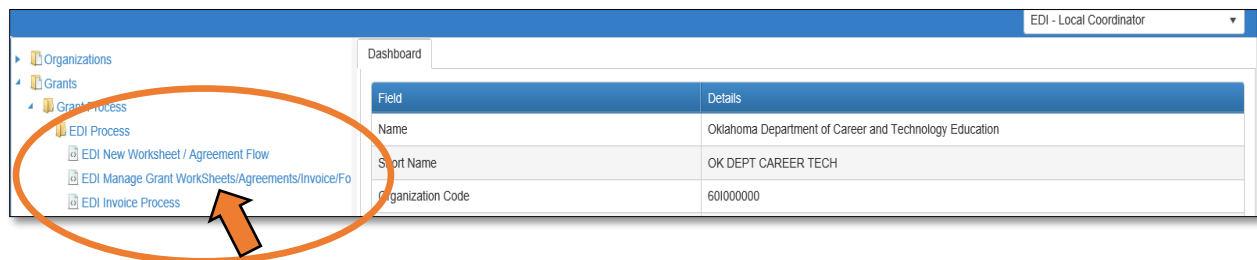 EDI - Local Coordinator
Organizations
Grants
Grant Process
EDI Process
EDI New Worksheet / Agreement Flow
EDI Manage Grant WorkSheets/Agreements/Invoice/Fo
EDI Invoice Process
Dashboard
Field Details
Name Oklahoma Department of Career and Technology Education
Short Name OK DEPT CAREER TECH
Organization Code 60I000000